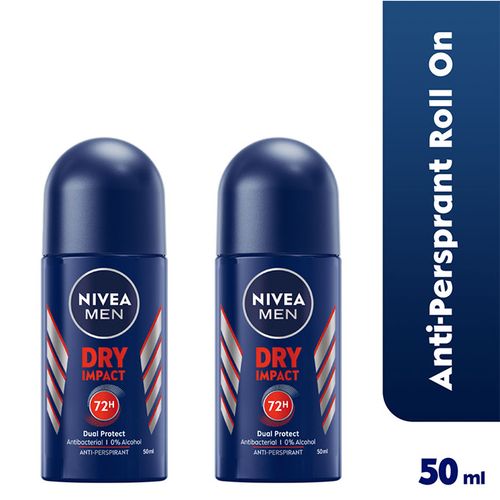 NIVEA
MEN
DRY
IMPACT
72H
Dual Protect
Antibacterial | 0% Alcohol
ANTI-PERSPIRANT
50ml
NIVEA
MEN
DRY
IMPACT
72H
Dual Protect
Antibacterial | 0% Alcohol
ANTI-PERSPIRANT
50ml
Anti-Persprant Roll On
50 ml